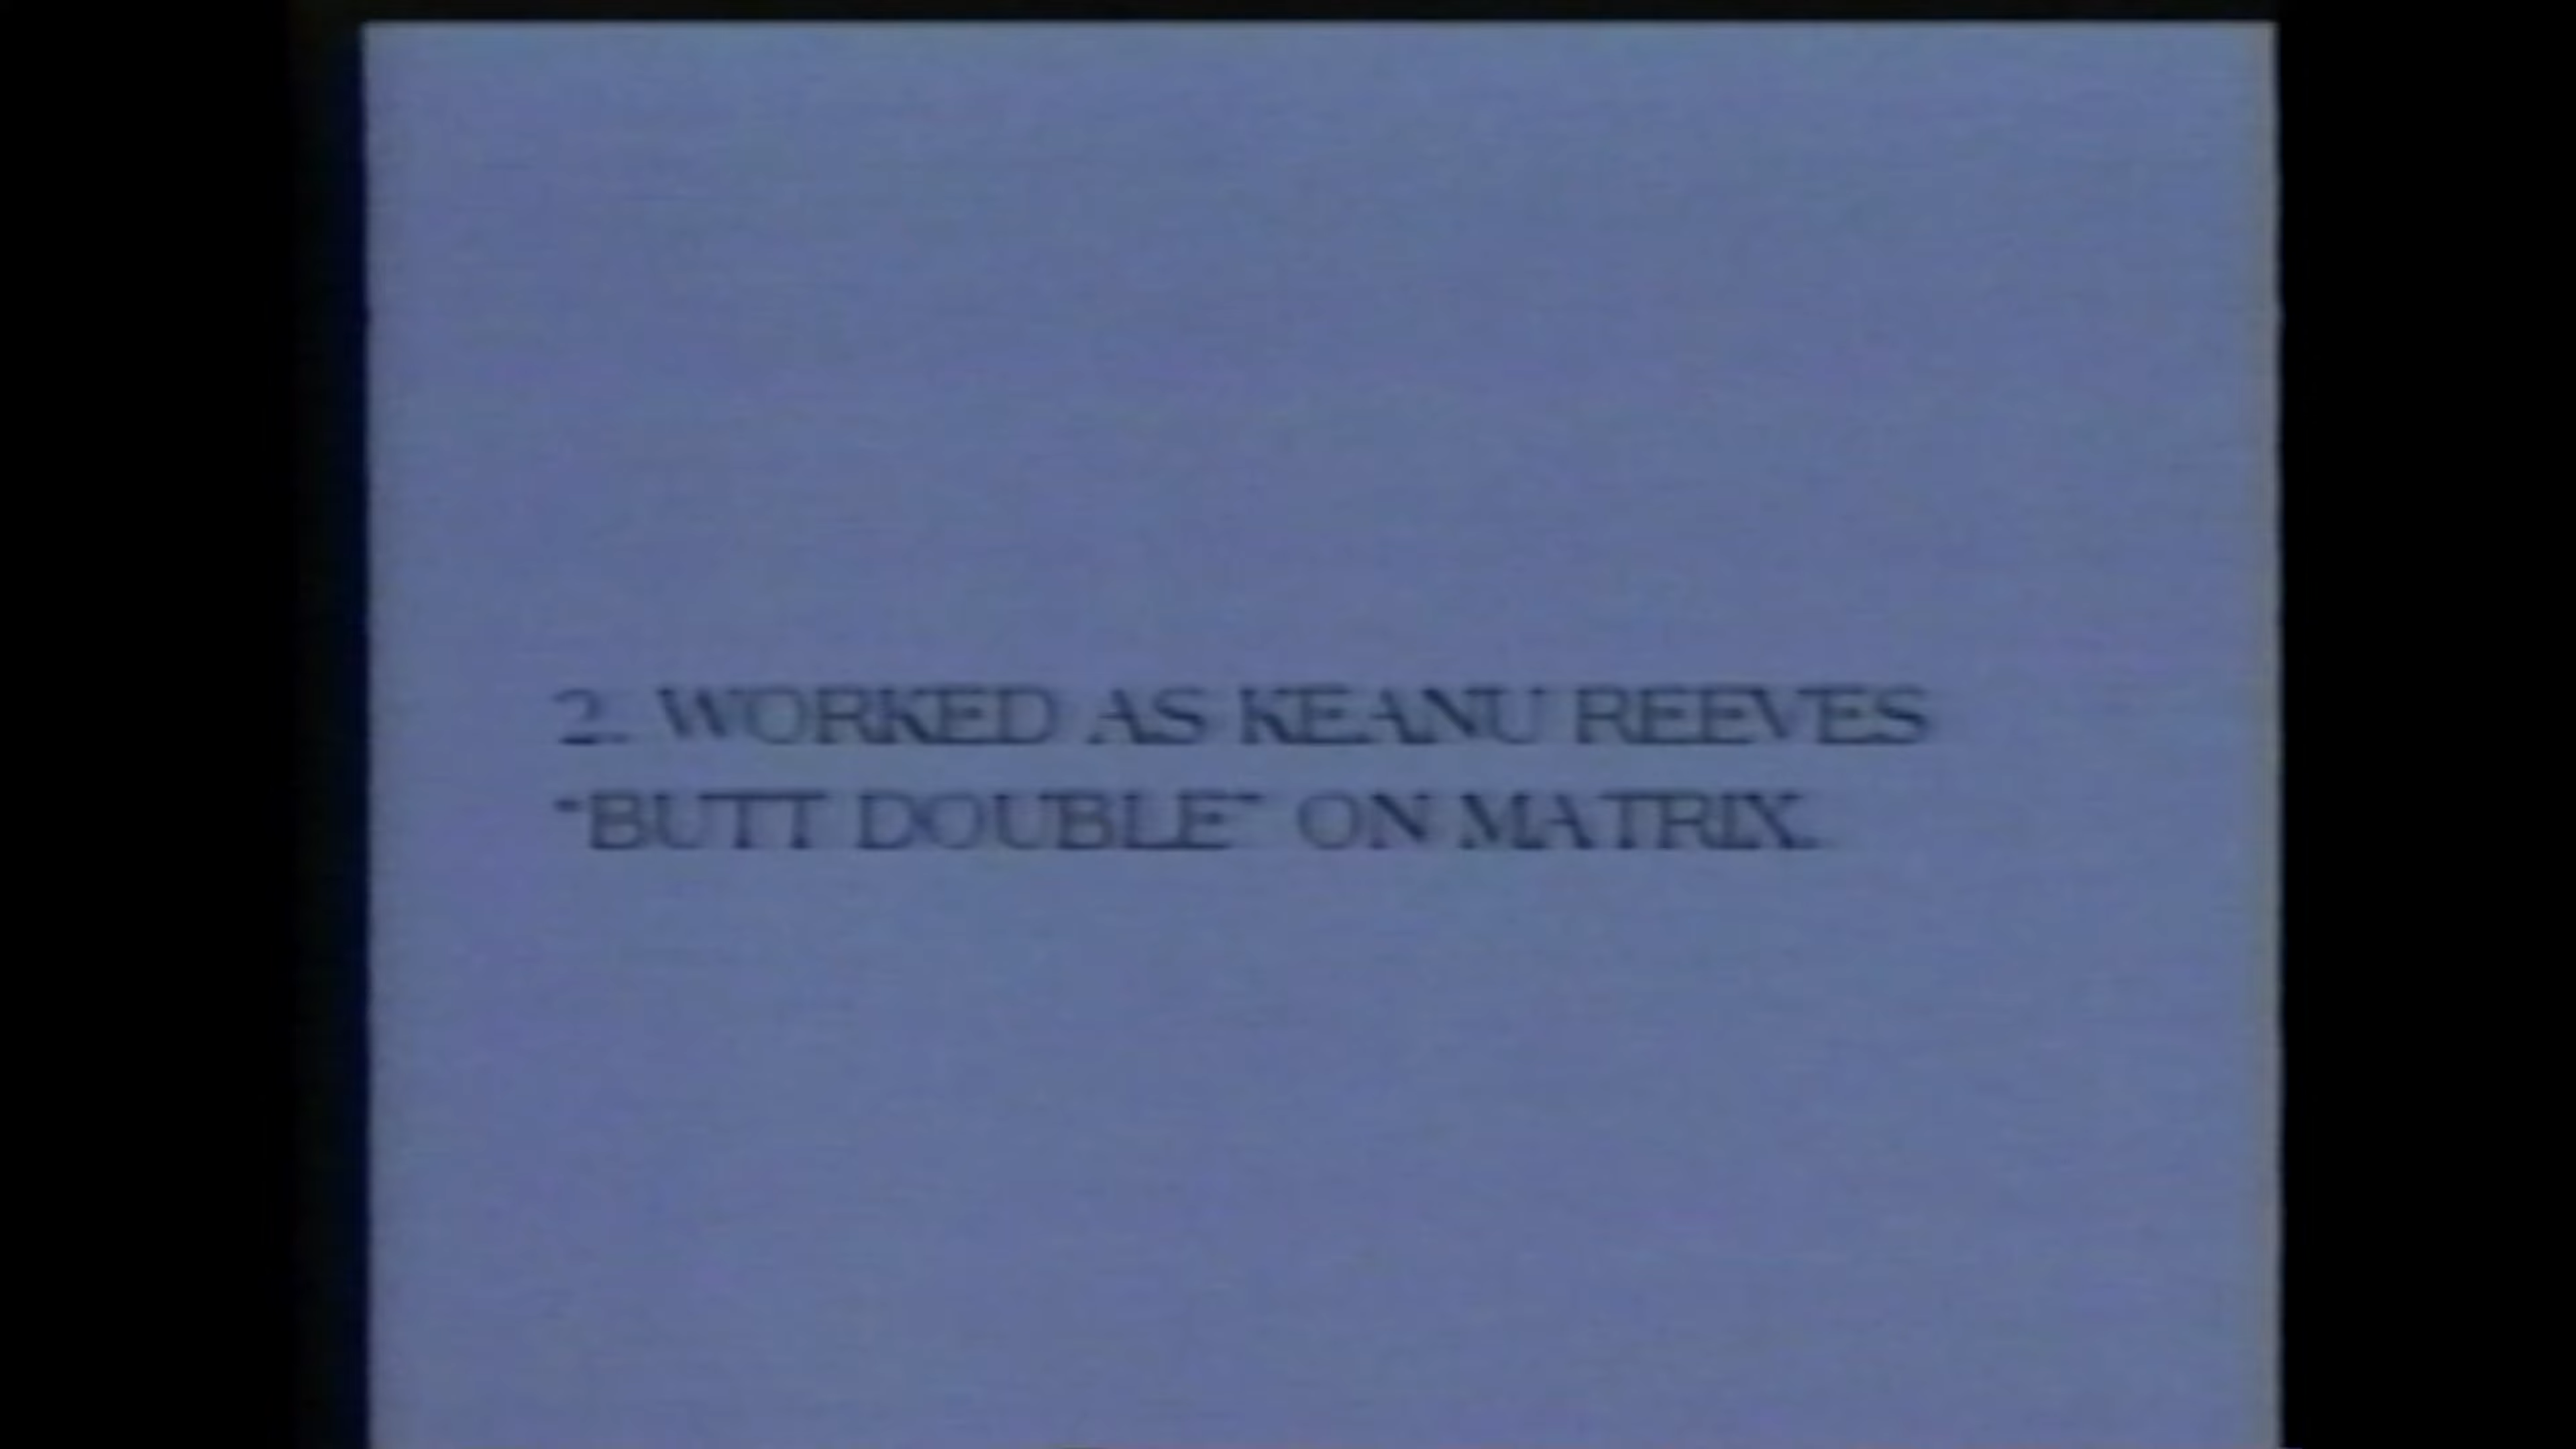 2. WORKED AS KEANU REEVES
"BUTT DOUBLE" ON MATRIX.